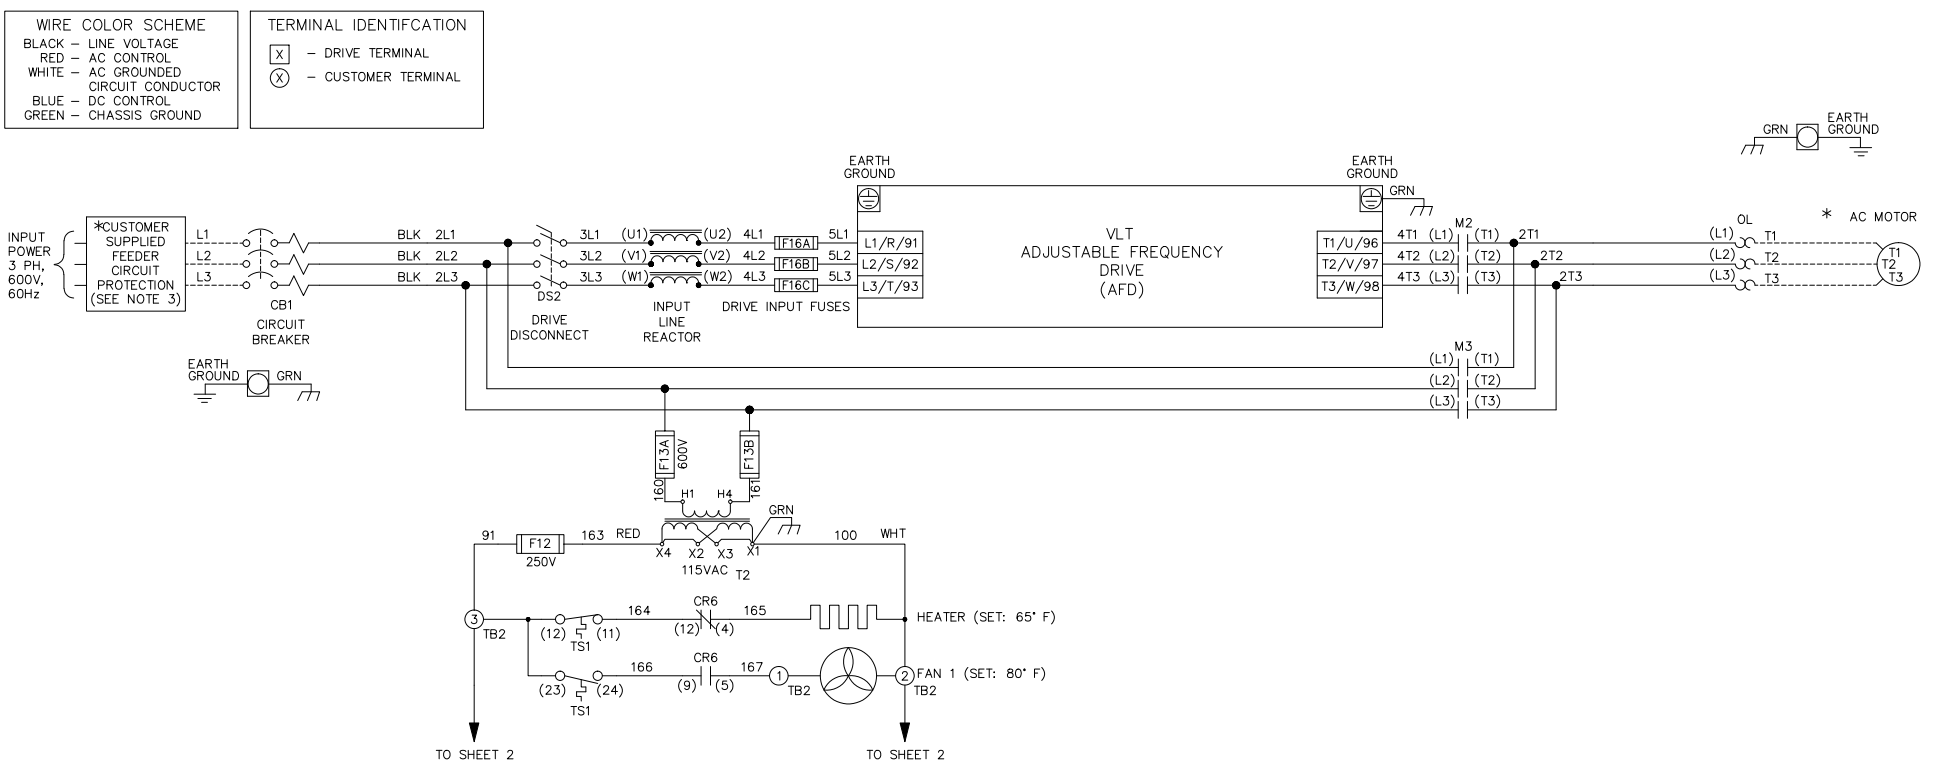 WIRE COLOR SCHEME
BLACK – LINE VOLTAGE
RED – AC CONTROL
WHITE – AC GROUNDED
CIRCUIT CONDUCTOR
BLUE – DC CONTROL
GREEN – CHASSIS GROUND
TERMINAL IDENTIFCATION
X – DRIVE TERMINAL
X – CUSTOMER TERMINAL
GRN
EARTH
GROUND
INPUT
POWER
3 PH,
600V,
60Hz
*CUSTOMER
SUPPLIED
FEEDER
CIRCUIT
PROTECTION
(SEE NOTE 3)
L1
L2
L3
CB1
CIRCUIT
BREAKER
EARTH
GROUND
GRN
BLK 2L1
BLK 2L2
BLK 2L3
DS2
DRIVE
DISCONNECT
3L1 (U1) (U2) 4L1 F16A 5L1
3L2 (V1) (V2) 4L2 F16B 5L2
3L3 (W1) (W2) 4L3 F16C 5L3
INPUT
LINE
REACTOR
DRIVE INPUT FUSES
EARTH
GROUND
L1/R/91
L2/S/92
L3/T/93
VLT
ADJUSTABLE FREQUENCY
DRIVE
(AFD)
EARTH
GROUND
GRN
T1/U/96
T2/V/97
T3/W/98
M2
4T1 (L1) (T1) 2T1
4T2 (L2) (T2) 2T2
4T3 (L3) (T3) 2T3
OL
(L1) T1
(L2) T2
(L3) T3
* AC MOTOR
T1
T2
T3
M3
(L1) (T1)
(L2) (T2)
(L3) (T3)
F13A
600V
F13B
160
161
H1 H4
GRN
91 F12 163 RED
250V
X4 X2 X3 X1
115VAC T2
100 WHT
3
TB2
(12) (11)
TS1
164
CR6
(12) (4)
165
HEATER (SET: 65° F)
(23) (24)
TS1
166
CR6
(9) (5)
167
1
TB2
2
TB2
FAN 1 (SET: 80° F)
TO SHEET 2
TO SHEET 2